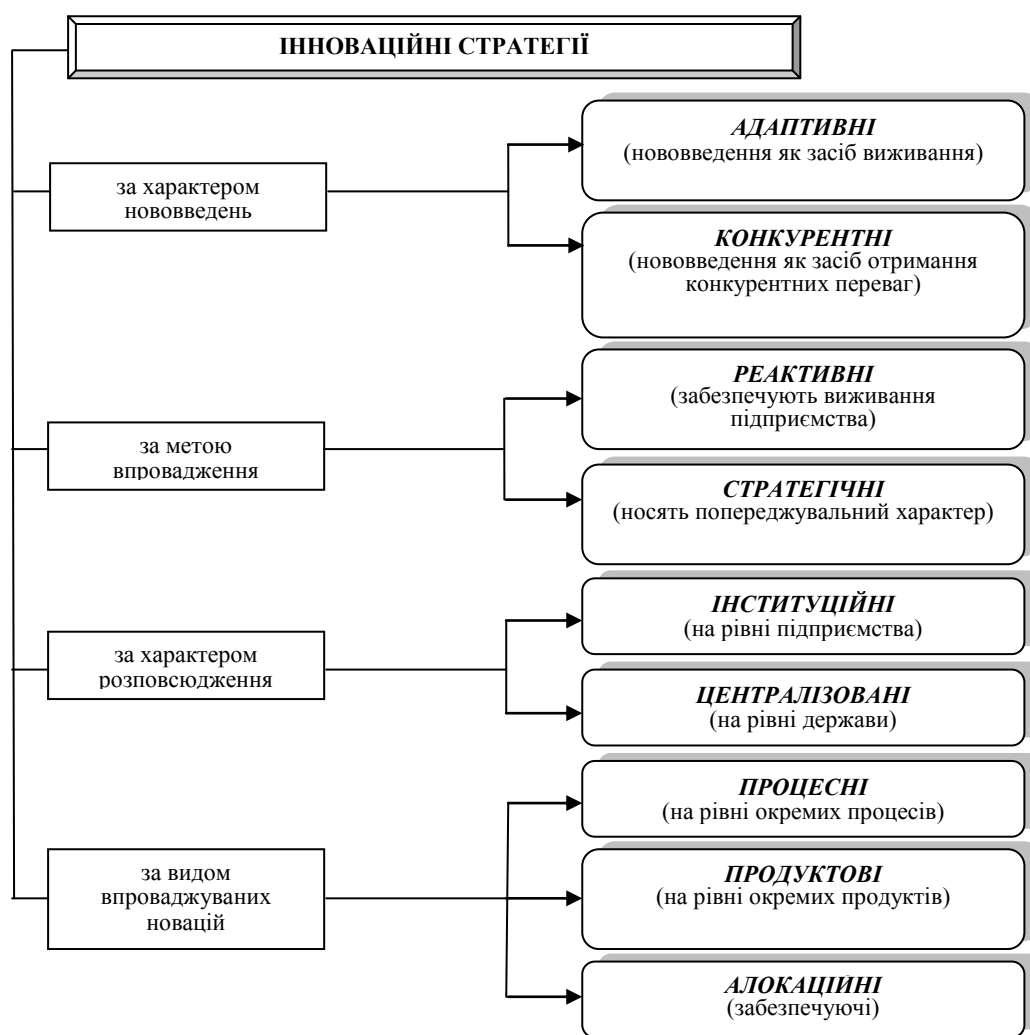 ІННОВАЦІЙНІ СТРАТЕГІЇ
за характером
нововведень
АДАПТИВНІ
(нововведення як засіб виживання)
КОНКУРЕНТНІ
(нововведення як засіб отримання
конкурентних переваг)
за метою
впровадження
РЕАКТИВНІ
(забезпечують виживання
підприємства)
СТРАТЕГІЧНІ
(носять попереджувальний характер)
за характером
розповсюдження
ІНСТИТУЦІЙНІ
(на рівні підприємства)
ЦЕНТРАЛІЗОВАНІ
(на рівні держави)
за видом
впроваджуваних
новацій
ПРОЦЕСНІ
(на рівні окремих процесів)
ПРОДУКТОВІ
(на рівні окремих продуктів)
АЛОКАЦІЙНІ
(забезпечуючі)